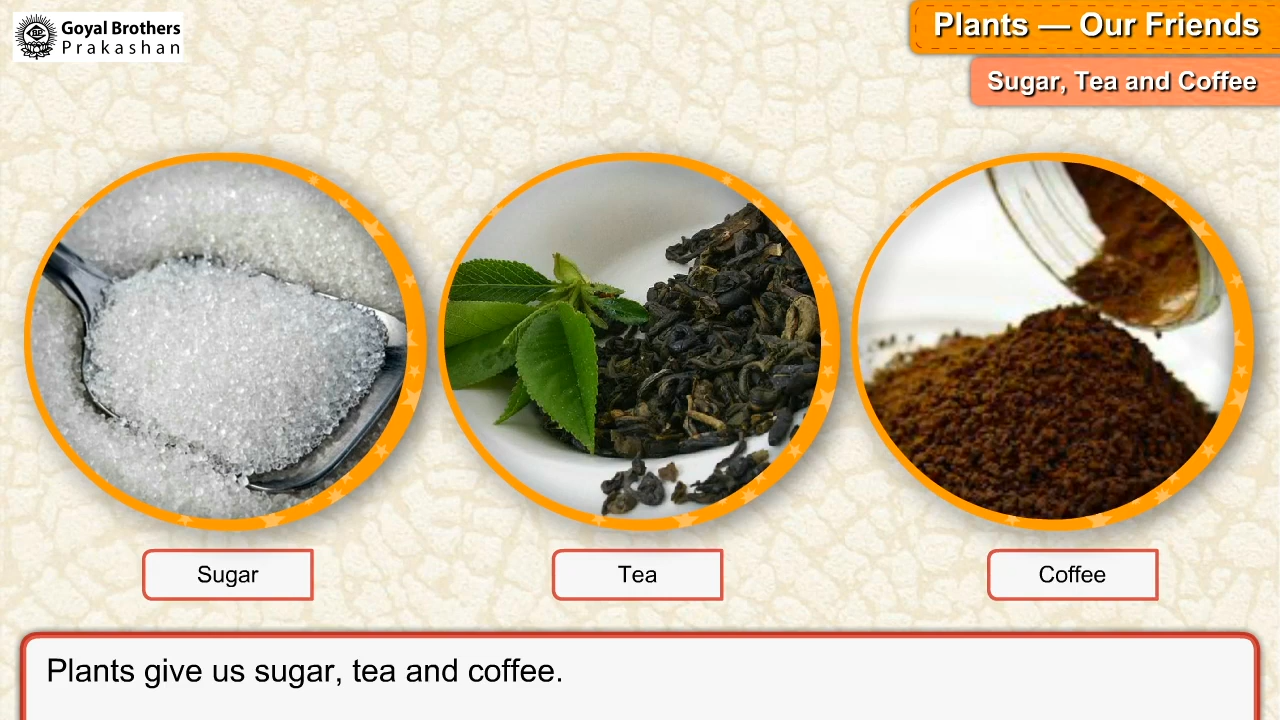 Goyal Brothers
Prakashan
Plants — Our Friends
Sugar, Tea and Coffee
Sugar
Tea
Coffee
Plants give us sugar, tea and coffee.